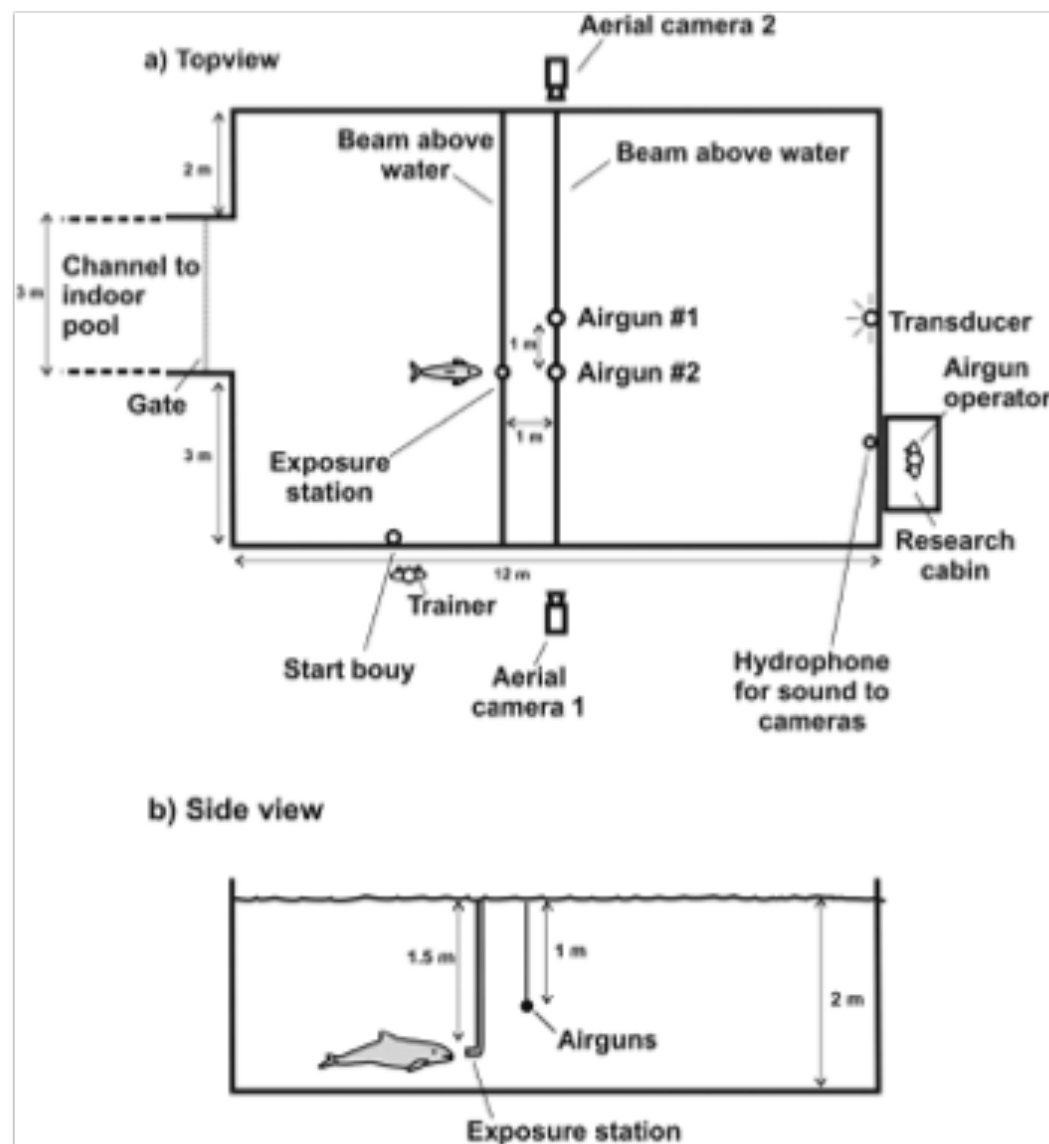 Aerial camera 2
a) Topview
Beam above
water
Beam above water
2 m
3 m
Channel to
indoor
pool
Gate
Airgun #1
1 m
Airgun #2
Transducer
Airgun
operator
1 m
3 m
Exposure
station
Research
cabin
12 m
Trainer
Start bouy
Aerial
camera 1
Hydrophone
for sound to
cameras
b) Side view
1.5 m
1 m
2 m
Airguns
Exposure station